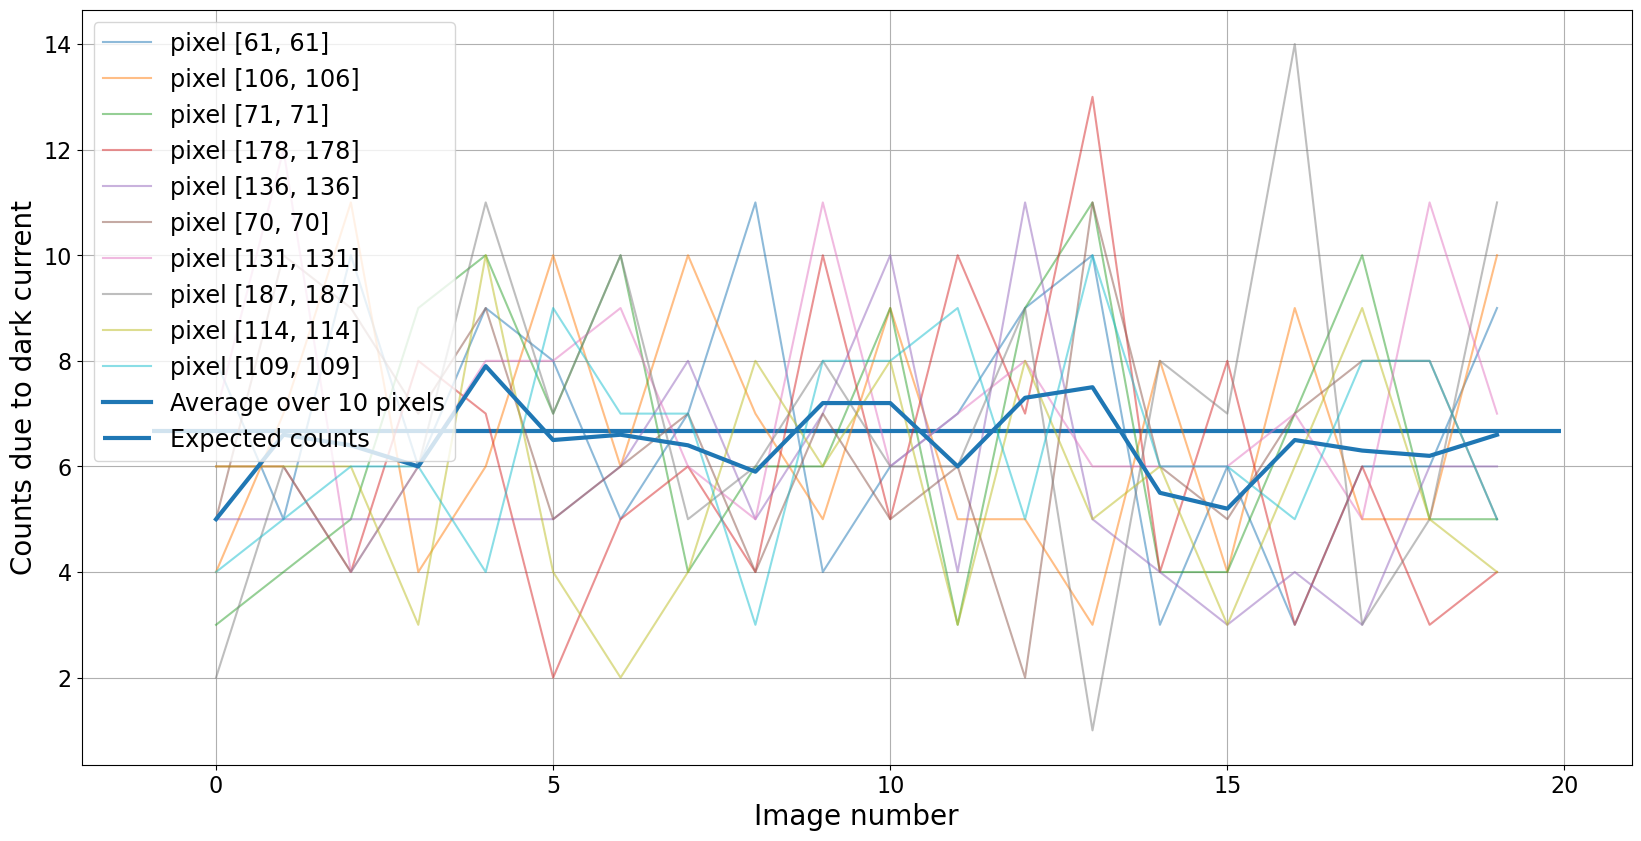 Counts due to dark current
14
12
10
8
6
4
2
pixel [61, 61]
pixel [106, 106]
pixel [71, 71]
pixel [178, 178]
pixel [136, 136]
pixel [70, 70]
pixel [131, 131]
pixel [187, 187]
pixel [114, 114]
pixel [109, 109]
Average over 10 pixels
Expected counts
0 5 10 15 20
Image number